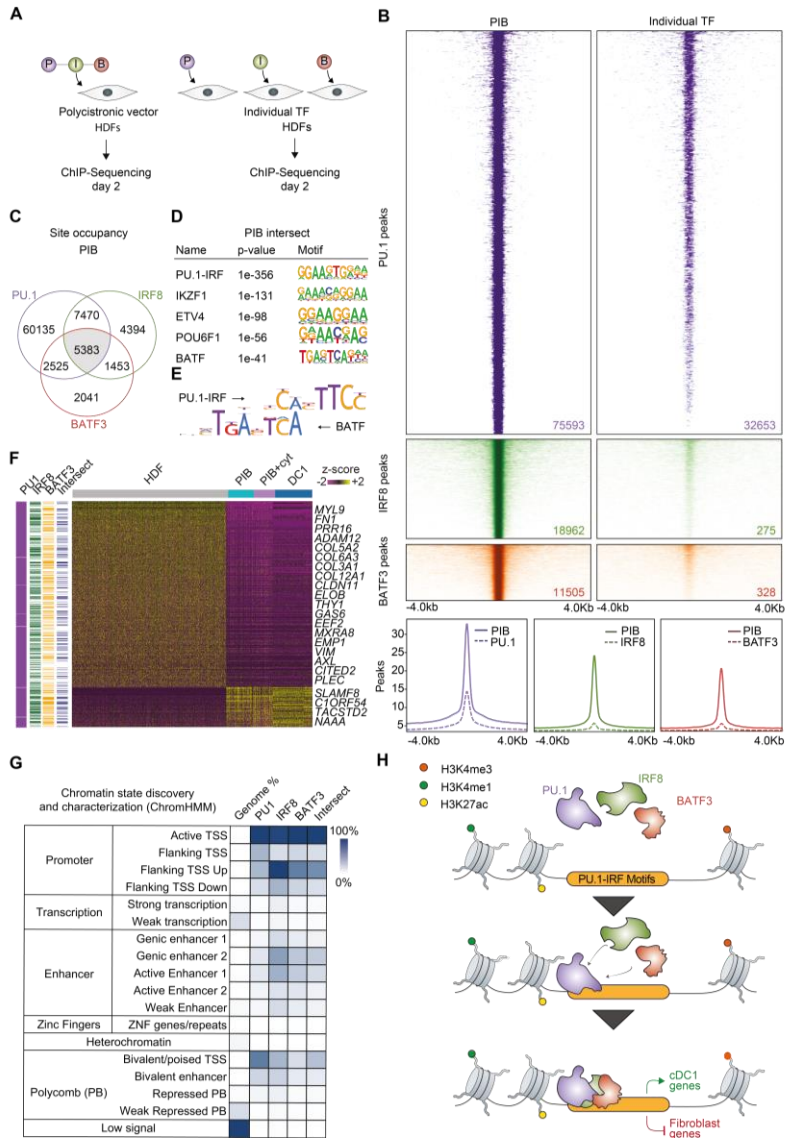 A
P I B
Polycistronic vector
HDFs
ChIP-Sequencing
day 2
P I B
Individual TF
HDFs
ChIP-Sequencing
day 2
B
PIB
Individual TF
PU.1 peaks
75593
32653
IRF8 peaks
18962
275
BATF3 peaks
11505
328
-4.0kb 4.0Kb -4.0kb 4.0Kb
Peaks
30
25
20
15
10
5
PIB
PU.1
PIB
IRF8
PIB
BATF3
-4.0Kb 4.0Kb -4.0Kb 4.0Kb -4.0Kb 4.0Kb
C
Site occupancy
PIB
PU.1
IRF8
7470
60135
4394
5383
2525
1453
2041
BATF3
D
PIB intersect
Name p-value Motif
PU.1-IRF 1e-356
IKZF1 1e-131
ETV4 1e-98
POU6F1 1e-56
BATF 1e-41
E
PU.1-IRF
BATF
F
PU1
IRF8
BATF3
Intersect
HDF
PIB
PIB+cyt
DC1
z-score
-2 +2
MYL9
FN1
PRR16
ADAM12
COL5A2
COL6A3
COL3A1
COL12A1
CLDN11
ELOB
THY1
GAS6
EEF2
MXRA8
EMP1
VIM
AXL
CITED2
PLEC
SLAMF8
C1ORF54
TACSTD2
NAAA
G
Chromatin state discovery
and characterization (ChromHMM)
Genome %
PU1
IRF8
BATF3
Intersect
100%
0%
Promoter
Active TSS
Flanking TSS
Flanking TSS Up
Flanking TSS Down
Transcription
Strong transcription
Weak transcription
Enhancer
Genic enhancer 1
Genic enhancer 2
Active Enhancer 1
Active Enhancer 2
Weak Enhancer
Zinc Fingers
ZNF genes/repeats
Heterochromatin
Polycomb (PB)
Bivalent/poised TSS
Bivalent enhancer
Repressed PB
Weak Repressed PB
Low signal
H
H3K4me3
H3K4me1
H3K27ac
PU.1
IRF8
BATF3
PU.1-IRF Motifs
cDC1
genes
Fibroblast
genes